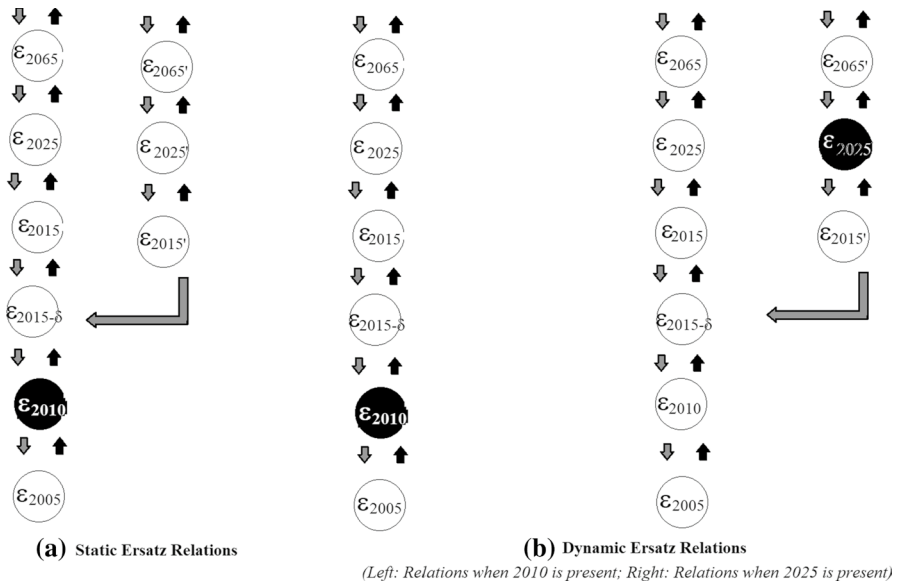 ε2065
ε2025
ε2015
ε2015-δ
ε2010
ε2005
ε2065'
ε2025'
ε2015'
(a) Static Ersatz Relations
ε2065
ε2025
ε2015
ε2015-δ
ε2010
ε2005
ε2065
ε2025
ε2015
ε2015-δ
ε2010
ε2005
ε2065'
ε2025
ε2015'
(b) Dynamic Ersatz Relations
(Left: Relations when 2010 is present; Right: Relations when 2025 is present)